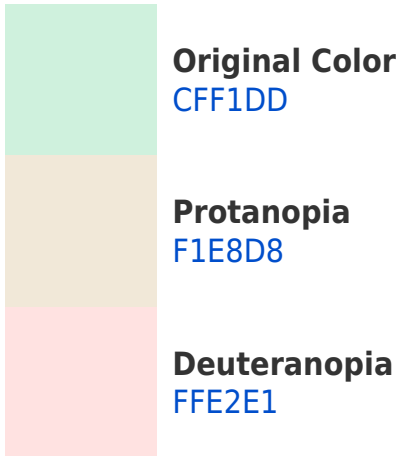 Original Color
CFF1DD
Protanopia
F1E8D8
Deuteranopia
FFE2E1